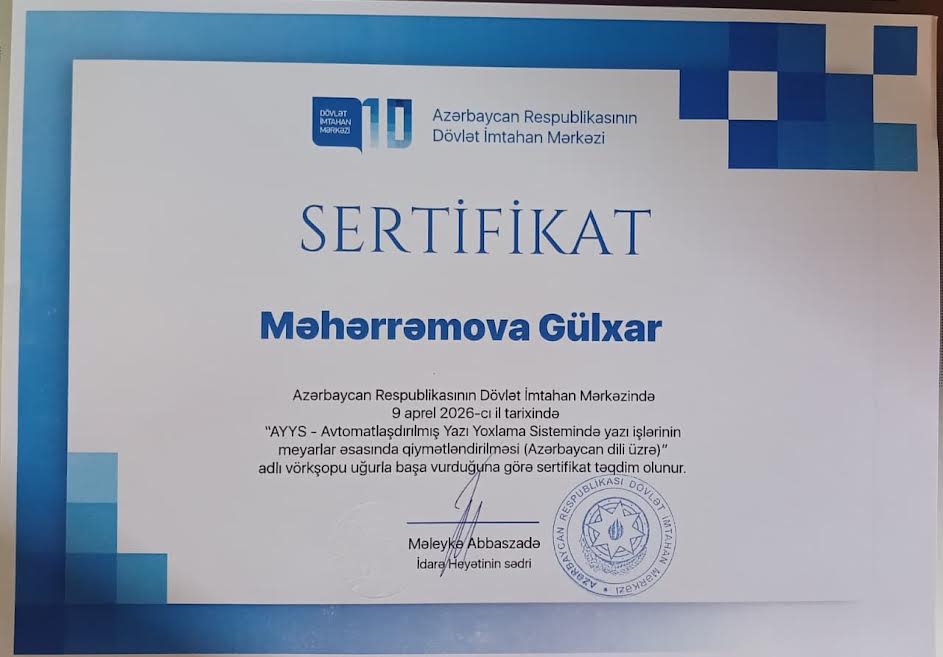 DÖVLƏT
İMTAHAN
MƏRKƏZİ
10
Azərbaycan Respublikasının
Dövlət İmtahan Mərkəzi
SERTİFİKAT
Məhərrəmova Gülxar
Azərbaycan Respublikasının Dövlət İmtahan Mərkəzində
9 aprel 2026-cı il tarixində
"AYYS - Avtomatlaşdırılmış Yazı Yoxlama Sistemində yazı işlərinin
meyarlar əsasında qiymətləndirilməsi (Azərbaycan dili üzrə)"
adlı vörkşopu uğurla başa vurduğuna görə sertifikat təqdim olunur.
Məleykə Abbaszadə
İdarə Heyətinin sədri
AZƏRBAYCAN RESPUBLİKASI DÖVLƏT İMTAHAN MƏRKƏZİ